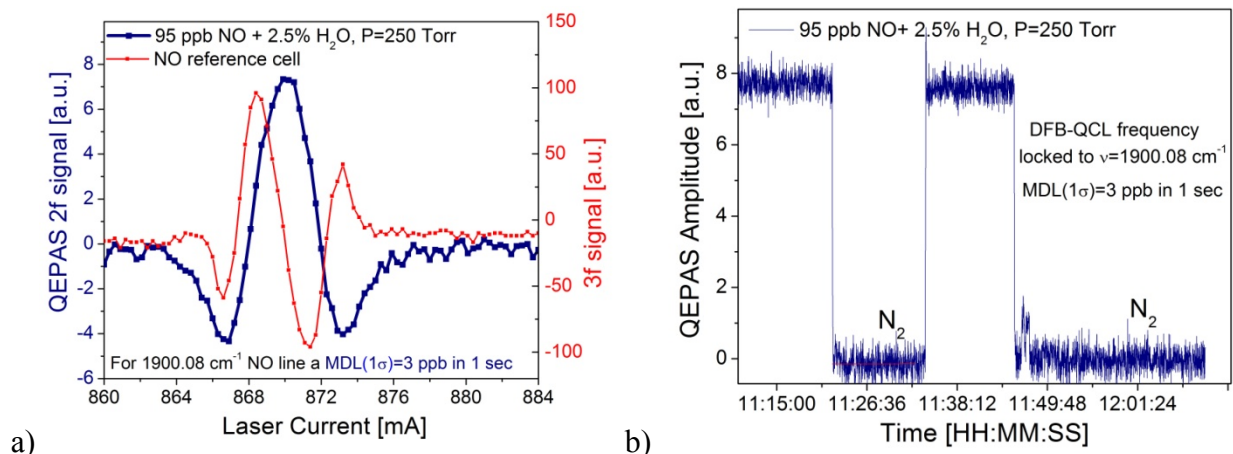 95 ppb NO + 2.5% H₂O, P=250 Torr
NO reference cell
QEPAS 2f signal [a.u.]
8
6
4
2
0
-2
-4
-6
150
100
50
0
-50
-100
3f signal [a.u.]
For 1900.08 cm⁻¹ NO line a MDL(1σ)=3 ppb in 1 sec
860 864 868 872 876 880 884
Laser Current [mA]
a)
95 ppb NO+ 2.5% H₂O, P=250 Torr
QEPAS Amplitude [a.u.]
8
6
4
2
0
DFB-QCL frequency
locked to ν=1900.08 cm⁻¹
MDL(1σ)=3 ppb in 1 sec
N₂
N₂
11:15:00 11:26:36 11:38:12 11:49:48 12:01:24
Time [HH:MM:SS]
b)